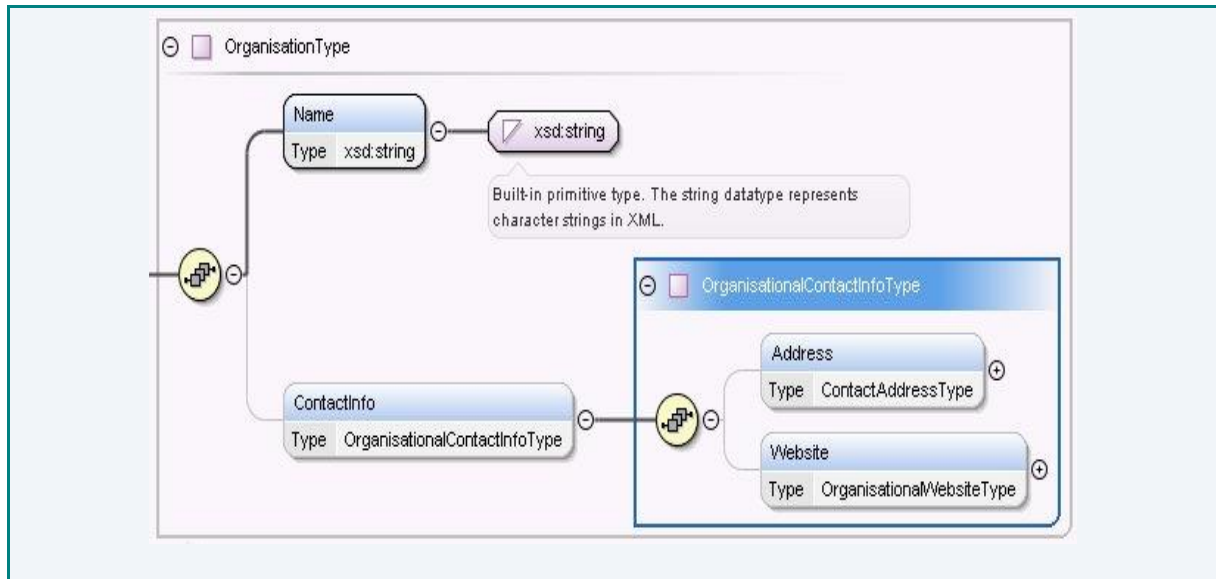 OrganisationType
Name
Type xsd:string
xsd:string
Built-in primitive type. The string datatype represents
character strings in XML.
OrganisationalContactInfoType
Address
Type ContactAddressType
ContactInfo
Type OrganisationalContactInfoType
Website
Type OrganisationalWebsiteType